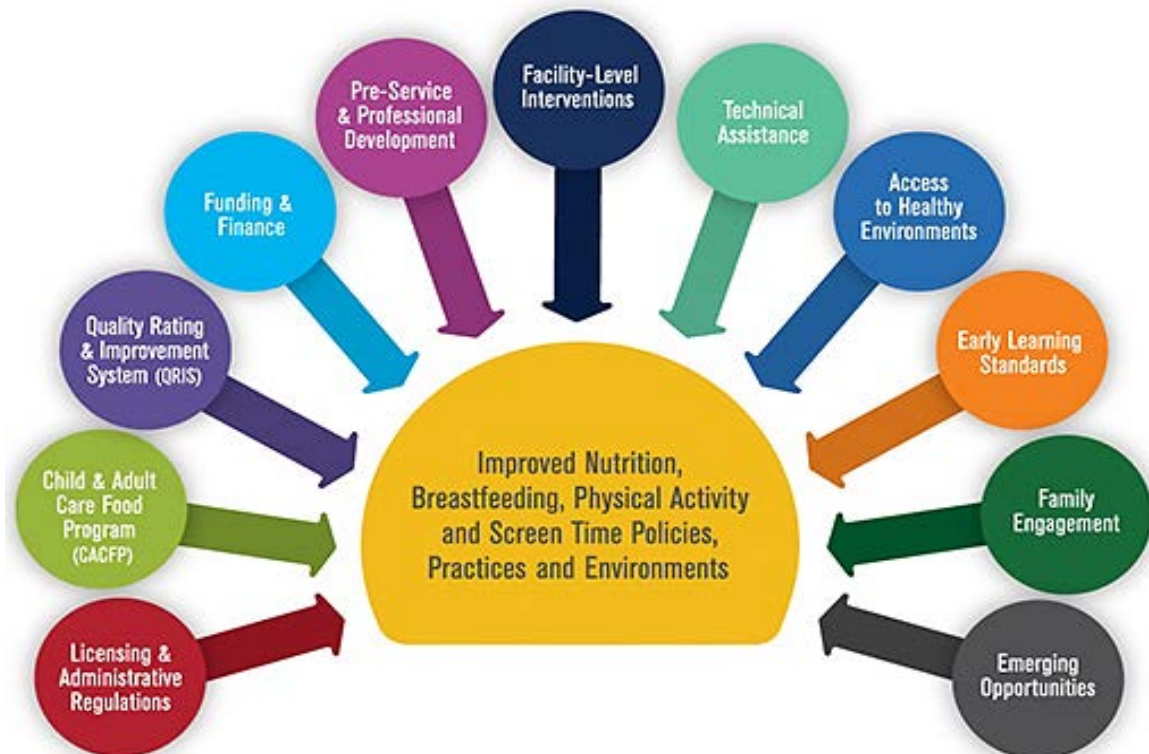 Licensing &
Administrative
Regulations
Child & Adult
Care Food
Program
(CACFP)
Quality Rating
& Improvement
System (QRIS)
Funding &
Finance
Pre-Service
& Professional
Development
Facility-Level
Interventions
Technical
Assistance
Access
to Healthy
Environments
Early Learning
Standards
Family
Engagement
Emerging
Opportunities
Improved Nutrition,
Breastfeeding, Physical Activity
and Screen Time Policies,
Practices and Environments